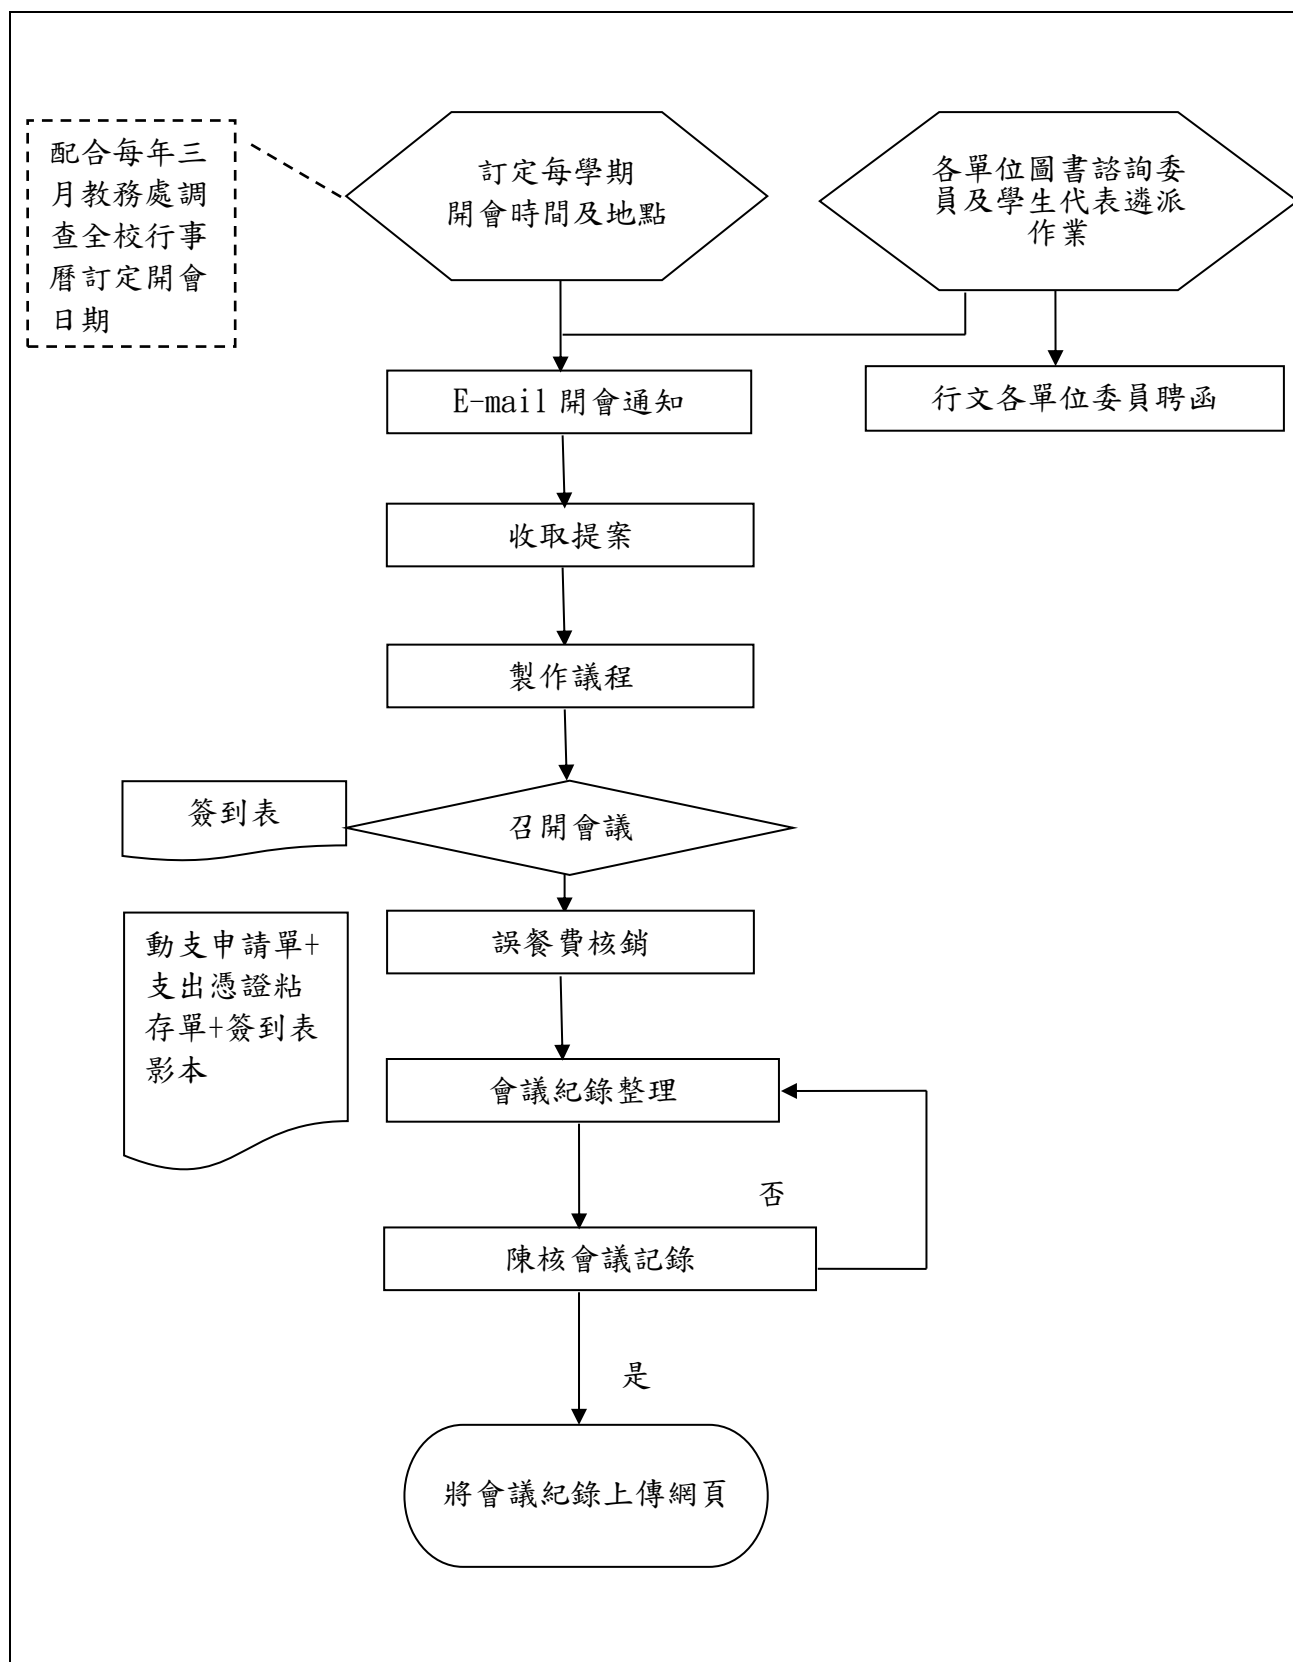 配合每年三
月教務處調
查全校行事
曆訂定開會
日期
訂定每學期
開會時間及地點
各單位圖書諮詢委
員及學生代表遴派
作業
E-mail 開會通知
行文各單位委員聘函
收取提案
製作議程
簽到表
召開會議
動支申請單+
支出憑證粘
存單+簽到表
影本
誤餐費核銷
會議紀錄整理
否
陳核會議記錄
是
將會議紀錄上傳網頁